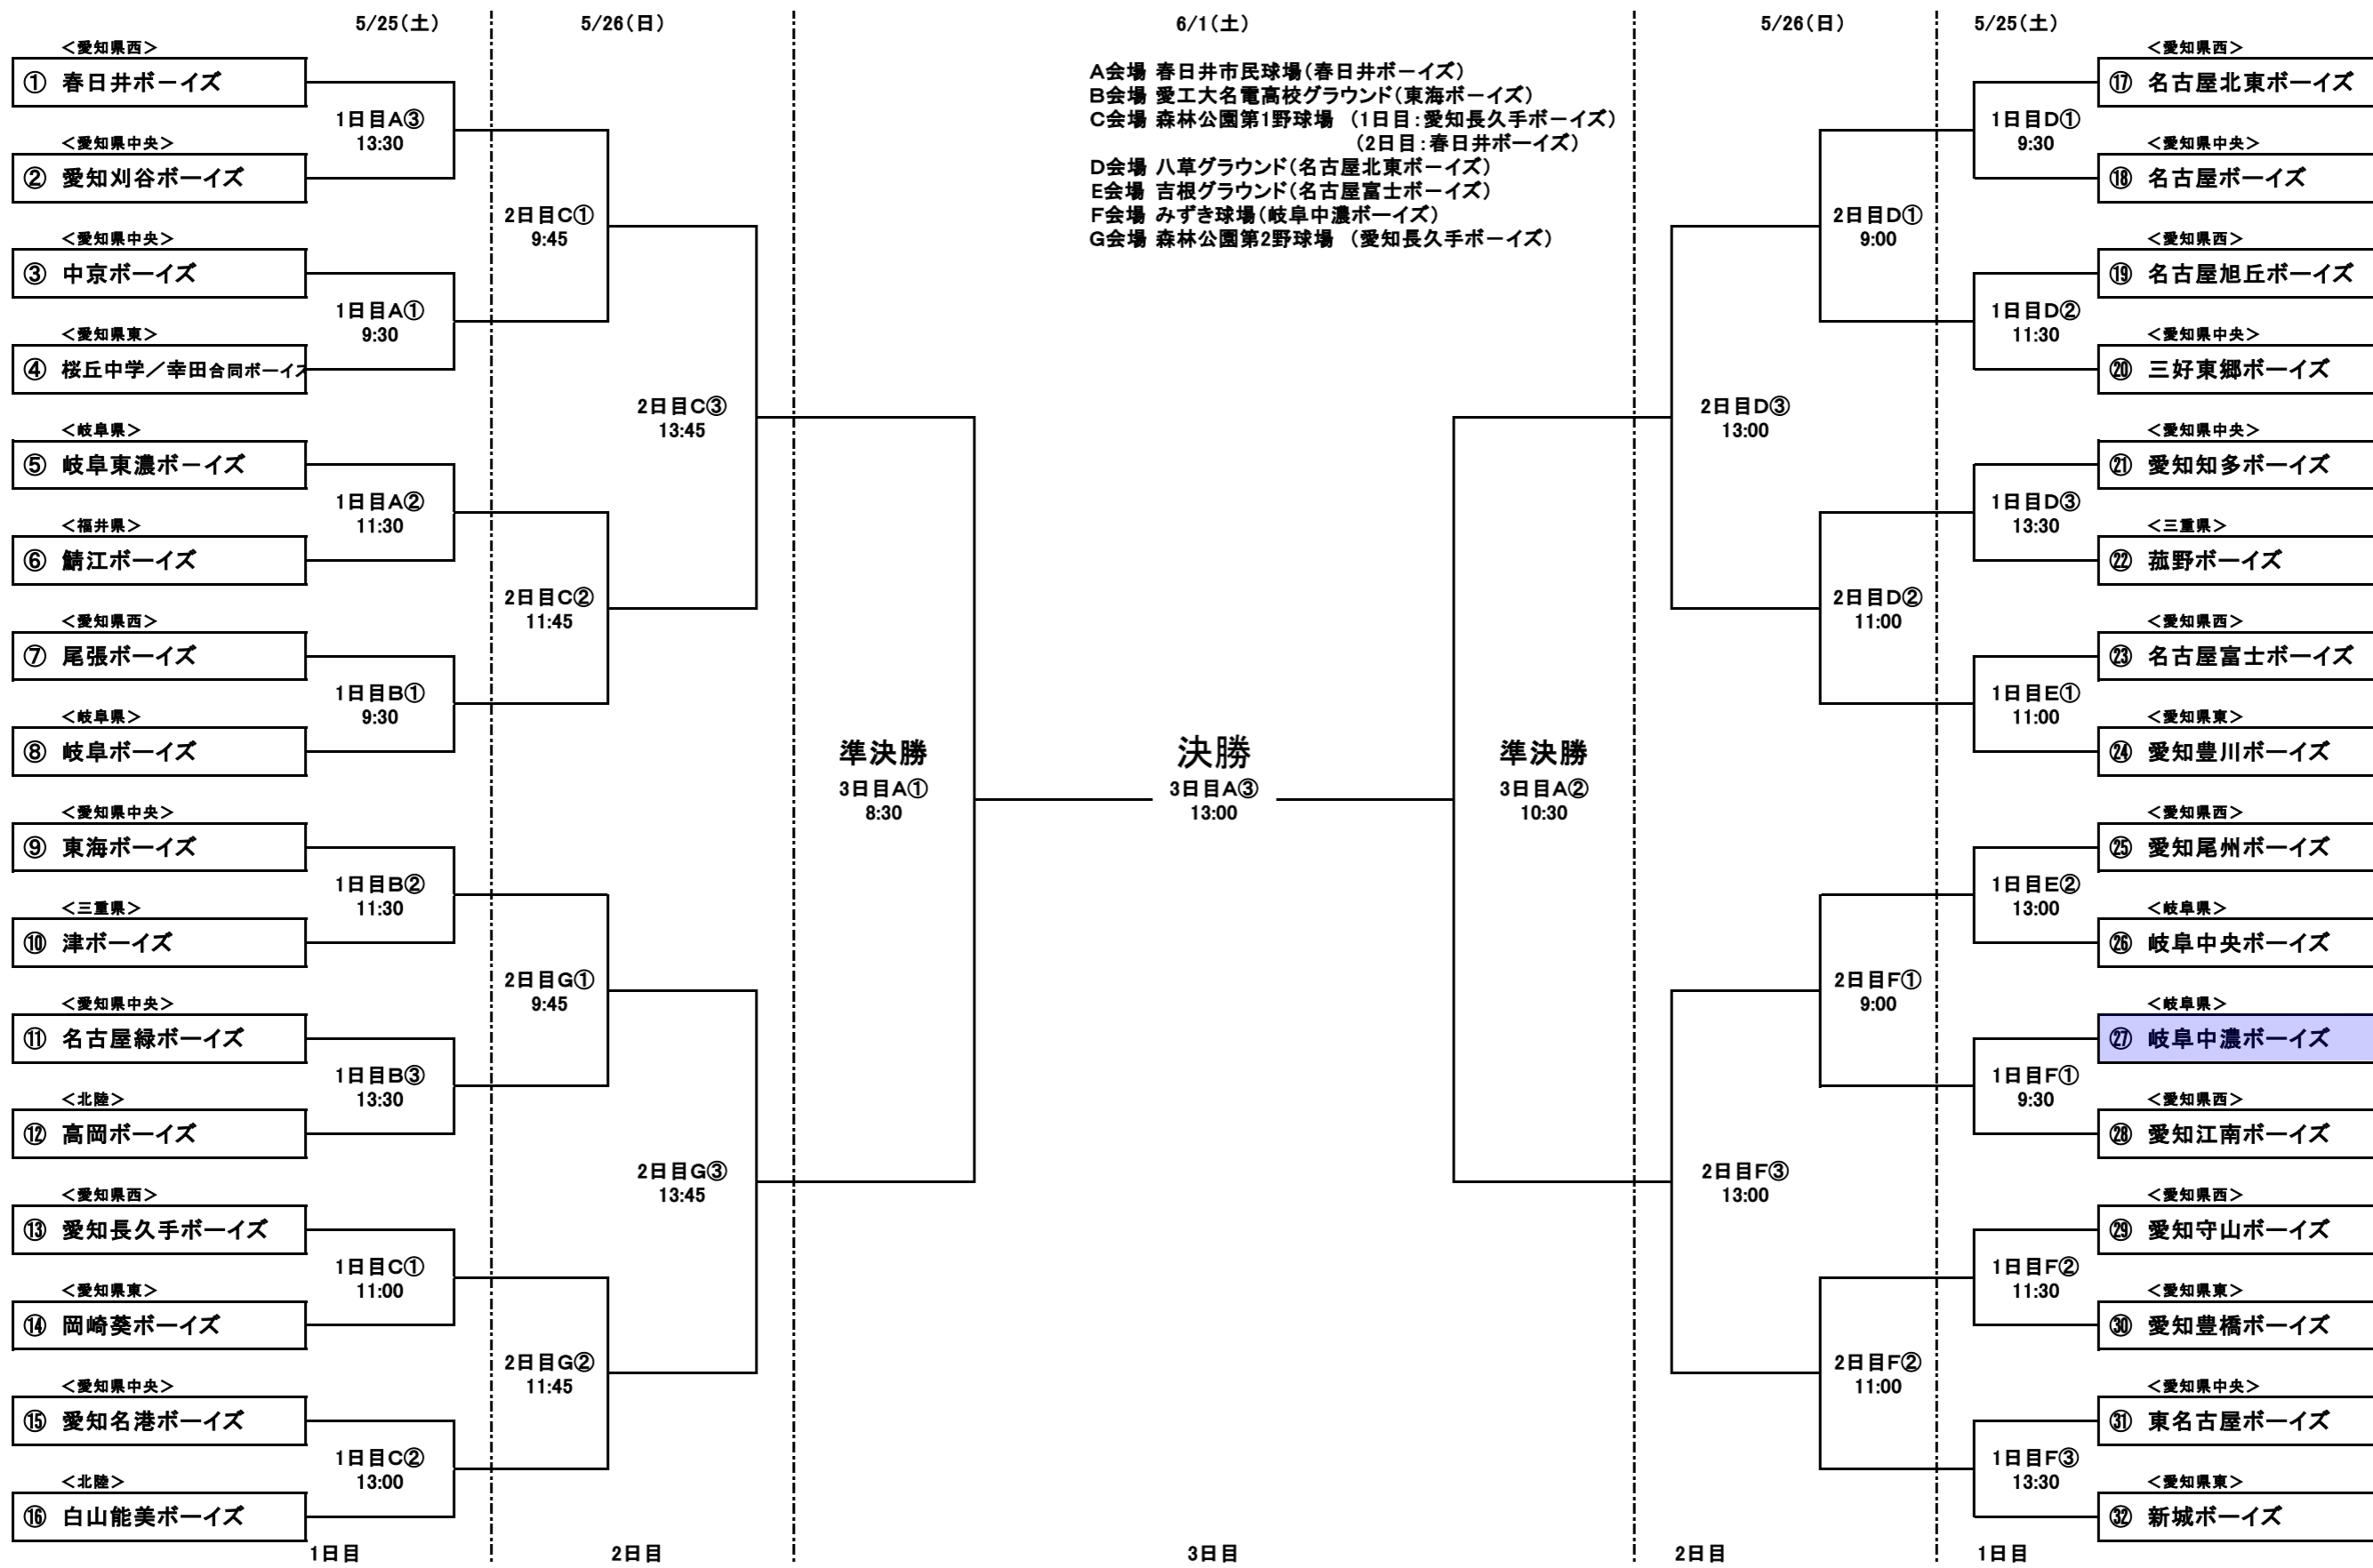 5/25(土)
5/26(日)
6/1(土)
5/26(日)
5/25(土)
A会場 春日井市民球場(春日井ボーイズ)
B会場 愛工大名電高校グラウンド(東海ボーイズ)
C会場 森林公園第1野球場 (1日目:愛知長久手ボーイズ)
(2日目:春日井ボーイズ)
D会場 八草グラウンド(名古屋北東ボーイズ)
E会場 吉根グラウンド(名古屋富士ボーイズ)
F会場 みずき球場(岐阜中濃ボーイズ)
G会場 森林公園第2野球場 (愛知長久手ボーイズ)
<愛知県西>
① 春日井ボーイズ
1日目A③
13:30
<愛知県中央>
② 愛知刈谷ボーイズ
2日目C①
9:45
<愛知県中央>
③ 中京ボーイズ
1日目A①
9:30
<愛知県東>
④ 桜丘中学/幸田合同ボーイズ
2日目C③
13:45
<岐阜県>
⑤ 岐阜東濃ボーイズ
1日目A②
11:30
<福井県>
⑥ 鯖江ボーイズ
2日目C②
11:45
<愛知県西>
⑦ 尾張ボーイズ
1日目B①
9:30
<岐阜県>
⑧ 岐阜ボーイズ
準決勝
3日目A①
8:30
<愛知県中央>
⑨ 東海ボーイズ
1日目B②
11:30
<三重県>
⑩ 津ボーイズ
2日目G①
9:45
<愛知県中央>
⑪ 名古屋緑ボーイズ
1日目B③
13:30
<北陸>
⑫ 高岡ボーイズ
2日目G③
13:45
<愛知県西>
⑬ 愛知長久手ボーイズ
1日目C①
11:00
<愛知県東>
⑭ 岡崎葵ボーイズ
2日目G②
11:45
<愛知県中央>
⑮ 愛知名港ボーイズ
1日目C②
13:00
<北陸>
⑯ 白山能美ボーイズ
決勝
3日目A③
13:00
<愛知県西>
⑰ 名古屋北東ボーイズ
1日目D①
9:30
<愛知県中央>
⑱ 名古屋ボーイズ
2日目D①
9:00
<愛知県西>
⑲ 名古屋旭丘ボーイズ
1日目D②
11:30
<愛知県中央>
⑳ 三好東郷ボーイズ
2日目D③
13:00
<愛知県中央>
㉑ 愛知知多ボーイズ
1日目D③
13:30
<三重県>
㉒ 菰野ボーイズ
2日目D②
11:00
<愛知県西>
㉓ 名古屋富士ボーイズ
1日目E①
11:00
<愛知県東>
㉔ 愛知豊川ボーイズ
準決勝
3日目A②
10:30
<愛知県西>
㉕ 愛知尾州ボーイズ
1日目E②
13:00
<岐阜県>
㉖ 岐阜中央ボーイズ
2日目F①
9:00
<岐阜県>
㉗ 岐阜中濃ボーイズ
1日目F①
9:30
<愛知県西>
㉘ 愛知江南ボーイズ
2日目F③
13:00
<愛知県西>
㉙ 愛知守山ボーイズ
1日目F②
11:30
<愛知県東>
㉚ 愛知豊橋ボーイズ
2日目F②
11:00
<愛知県中央>
㉛ 東名古屋ボーイズ
1日目F③
13:30
<愛知県東>
㉜ 新城ボーイズ
1日目
2日目
3日目
2日目
1日目